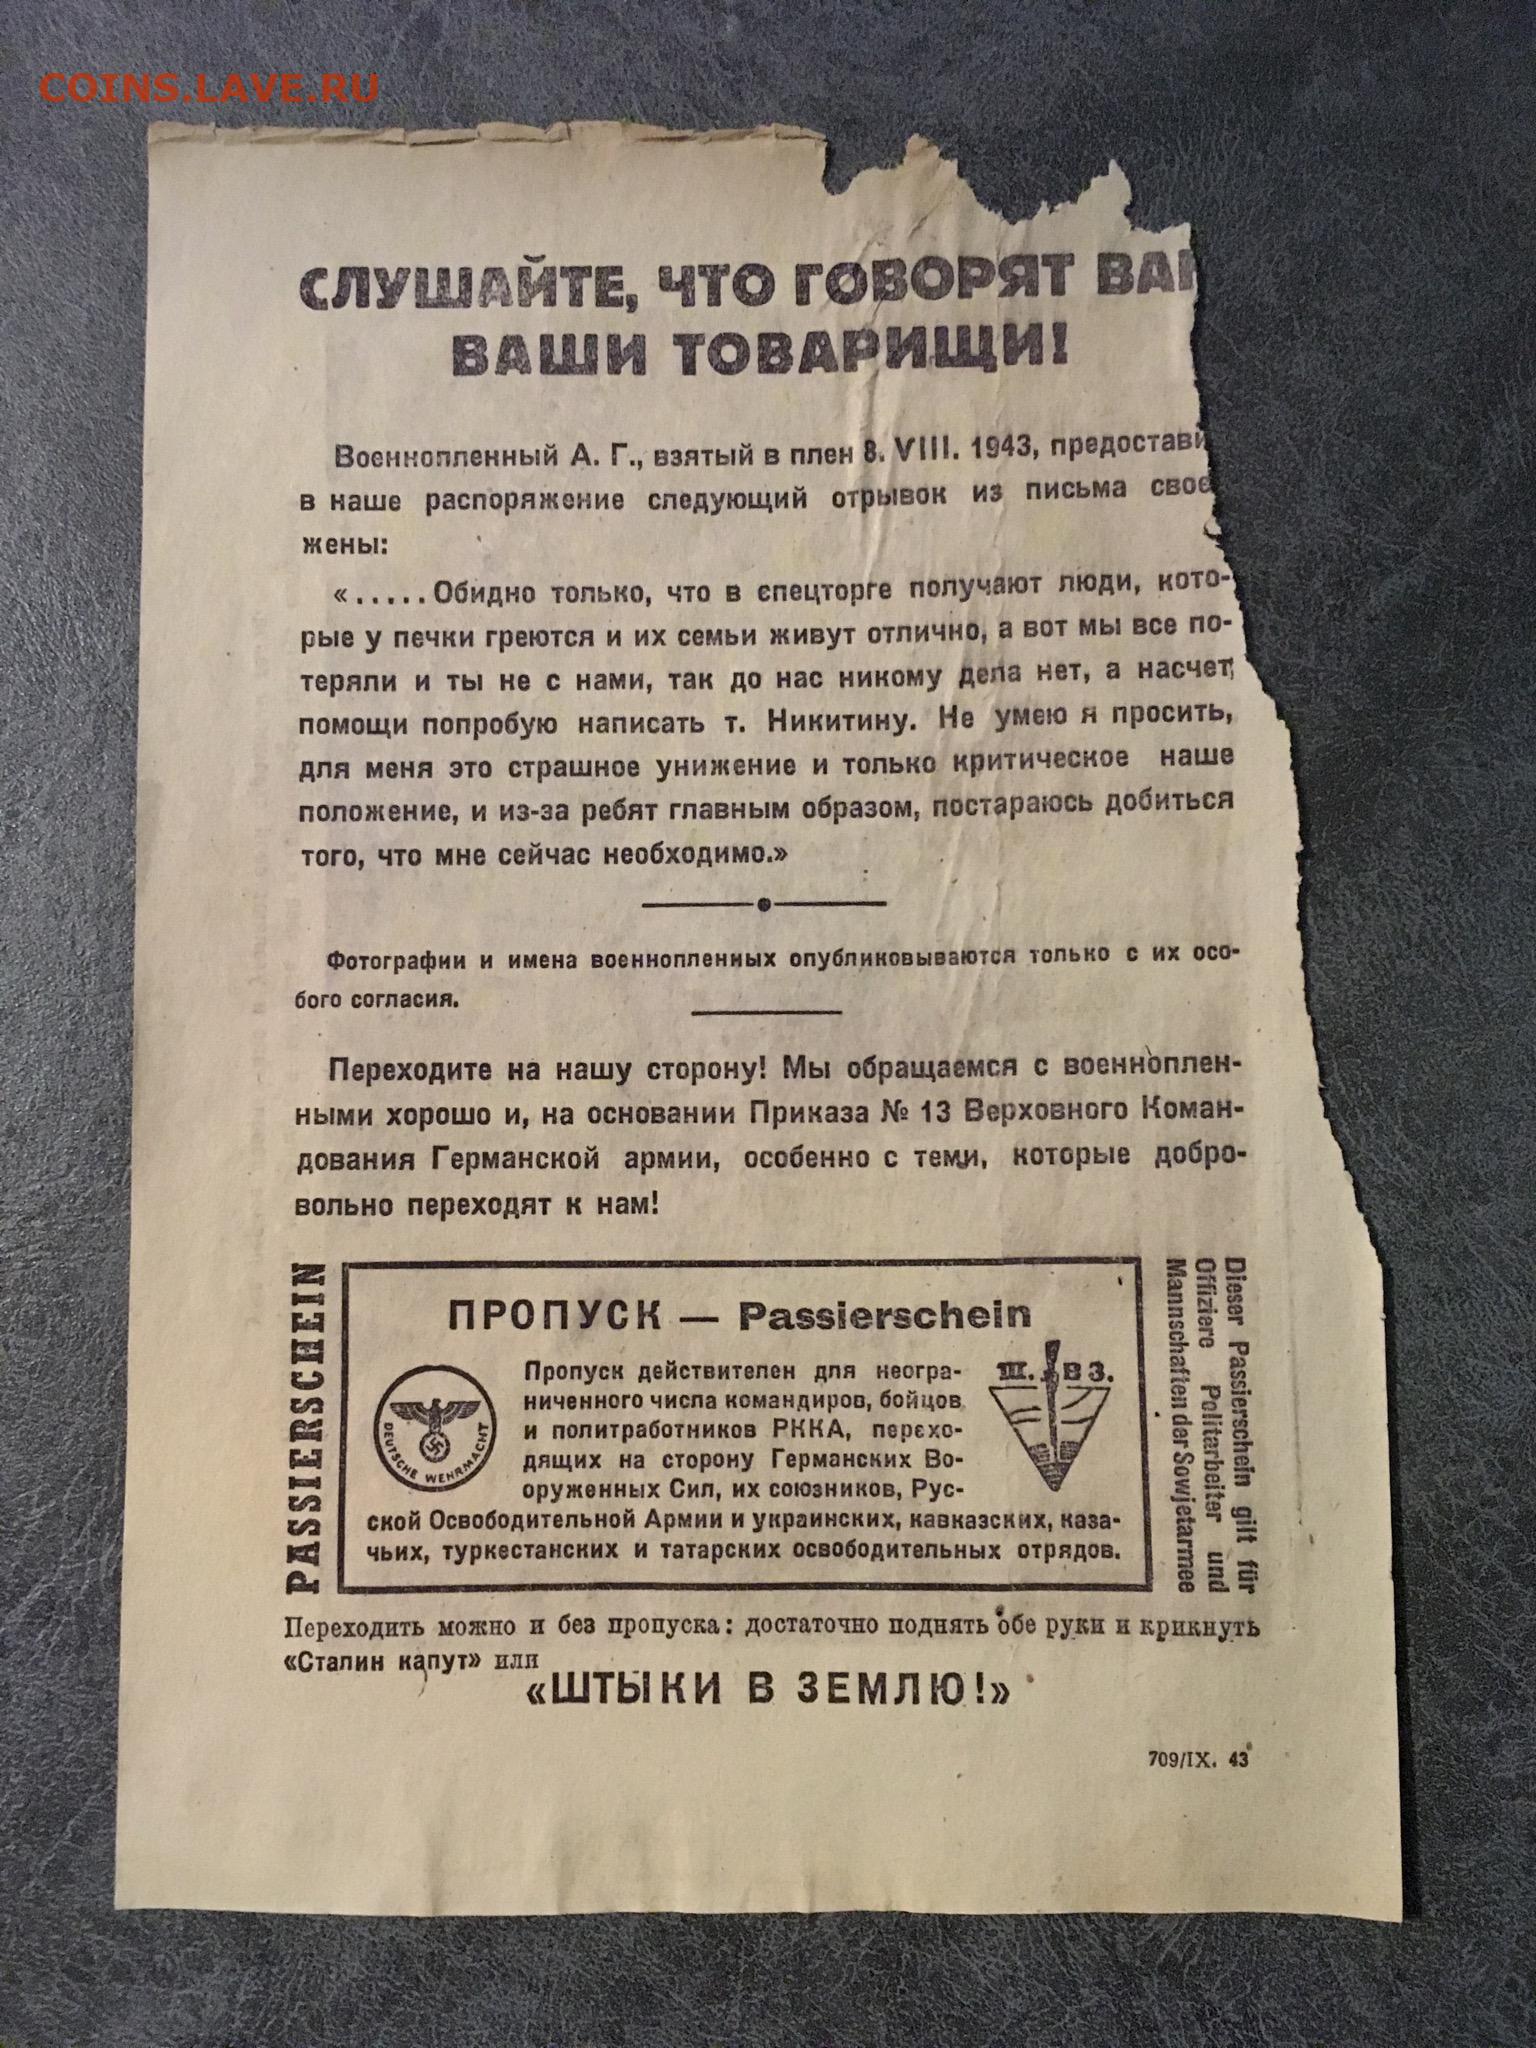 COINS.LAVE.RU
СЛУШАЙТЕ, ЧТО ГОВОРЯТ ВАМ
ВАШИ ТОВАРИЩИ!
Военнопленный А. Г., взятый в плен 8. VIII. 1943, предостави
в наше распоряжение следующий отрывок из письма свое
жены:
«.....Обидно только, что в спецторге получают люди, кото-
рые у печки греются и их семьи живут отлично, а вот мы все по-
теряли и ты не с нами, так до нас никому дела нет, а насчет
помощи попробую написать т. Никитину. Не умею я просить,
для меня это страшное унижение и только критическое наше
положение, и из-за ребят главным образом, постараюсь добиться
того, что мне сейчас необходимо.»
Фотографии и имена военнопленных опубликовываются только с их осо-
бого согласия.
Переходите на нашу сторону! Мы обращаемся с военноплен-
ными хорошо и, на основании Приказа № 13 Верховного Коман-
дования Германской армии, особенно с теми, которые добро-
вольно переходят к нам!
PASSIERSCHEIN
ПРОПУСК — Passierschein
Пропуск действителен для неогра-
ниченного числа командиров, бойцов
и политработников РККА, перехо-
дящих на сторону Германских Во-
оруженных Сил, их союзников, Рус-
ской Освободительной Армии и украинских, кавказских, каза-
чьих, туркестанских и татарских освободительных отрядов.
DEUTSCHE WEHRMACHT
Ш. В З.
Dieser Passierschein gilt für
Offiziere Politarbeiter und
Mannschaften der Sowjetarmee
Переходить можно и без пропуска: достаточно поднять обе руки и крикнуть
«Сталин капут» или
«ШТЫКИ В ЗЕМЛЮ!»
709/IX. 43